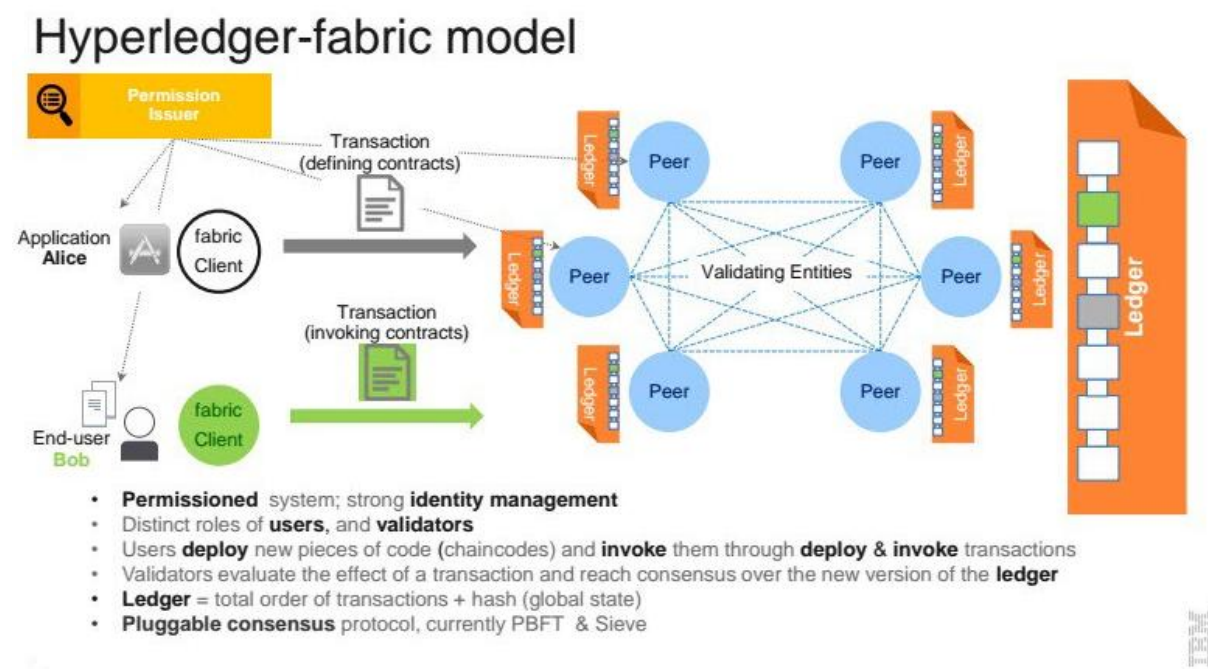 Hyperledger-fabric model
Permission
Issuer
Transaction
(defining contracts)
Application
Alice
fabric
Client
Transaction
(invoking contracts)
End-user
Bob
fabric
Client
Ledger
Peer
Peer
Ledger
Ledger
Peer
Validating Entities
Peer
Ledger
Ledger
Peer
Peer
Ledger
Ledger
• Permissioned system; strong identity management
• Distinct roles of users, and validators
• Users deploy new pieces of code (chaincodes) and invoke them through deploy & invoke transactions
• Validators evaluate the effect of a transaction and reach consensus over the new version of the ledger
• Ledger = total order of transactions + hash (global state)
• Pluggable consensus protocol, currently PBFT & Sieve
IBM